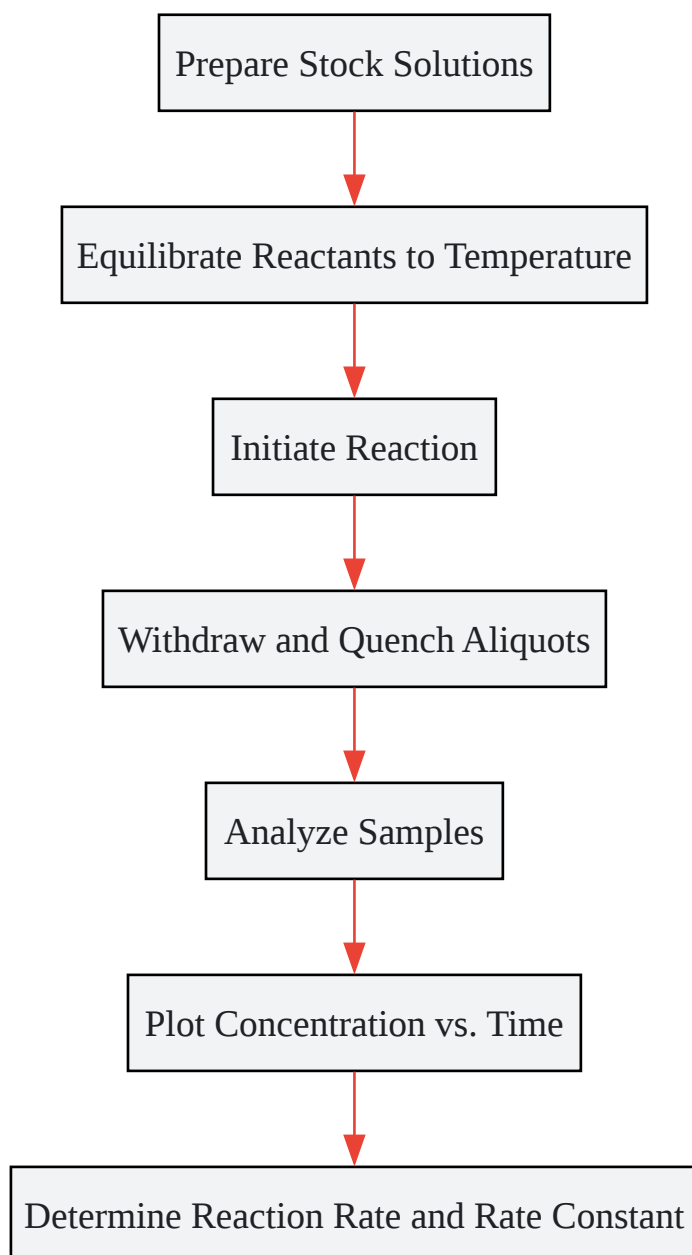 Prepare Stock Solutions
Equilibrate Reactants to Temperature
Initiate Reaction
Withdraw and Quench Aliquots
Analyze Samples
Plot Concentration vs. Time
Determine Reaction Rate and Rate Constant